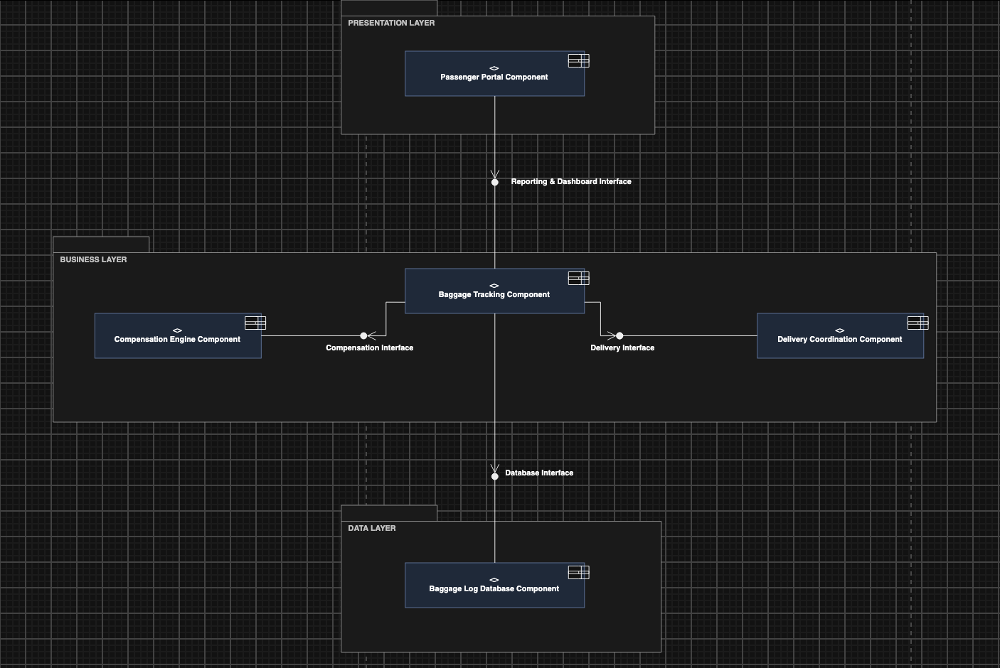 PRESENTATION LAYER
<>
Passenger Portal Component
Reporting & Dashboard Interface
BUSINESS LAYER
<>
Baggage Tracking Component
<>
Compensation Engine Component
<>
Delivery Coordination Component
Compensation Interface
Delivery Interface
Database Interface
DATA LAYER
<>
Baggage Log Database Component